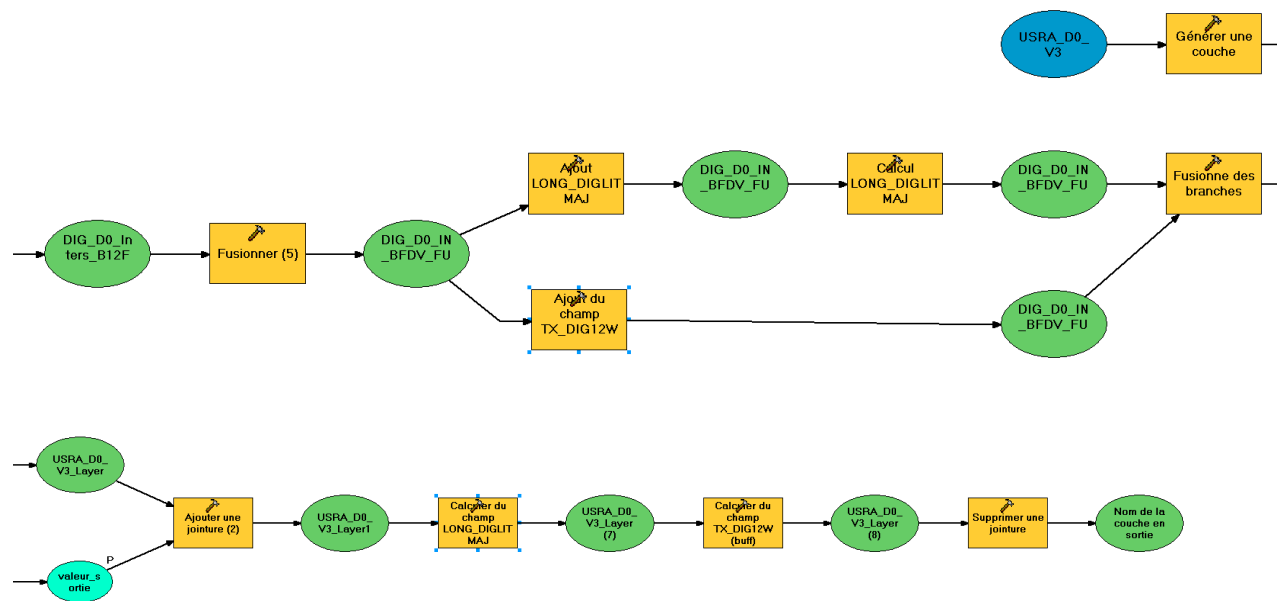 USRA_D0_
V3
Générer une
couche
Ajout
LONG_DIGLIT
MAJ
DIG_D0_IN
_BFDV_FU
Calcul
LONG_DIGLIT
MAJ
DIG_D0_IN
_BFDV_FU
Fusionne des
branches
DIG_D0_In
ters_B12F
Fusionner (5)
DIG_D0_IN
_BFDV_FU
Ajout du
champ
TX_DIG12W
DIG_D0_IN
_BFDV_FU
USRA_D0_
V3_Layer
Ajouter une
jointure (2)
USRA_D0_
V3_Layer1
Calculer du
champ
LONG_DIGLIT
MAJ
USRA_D0_
V3_Layer
(7)
Calculer du
champ
TX_DIG12W
(buff)
USRA_D0_
V3_Layer
(8)
Supprimer une
jointure
Nom de la
couche en
sortie
P
valeur_s
ortie